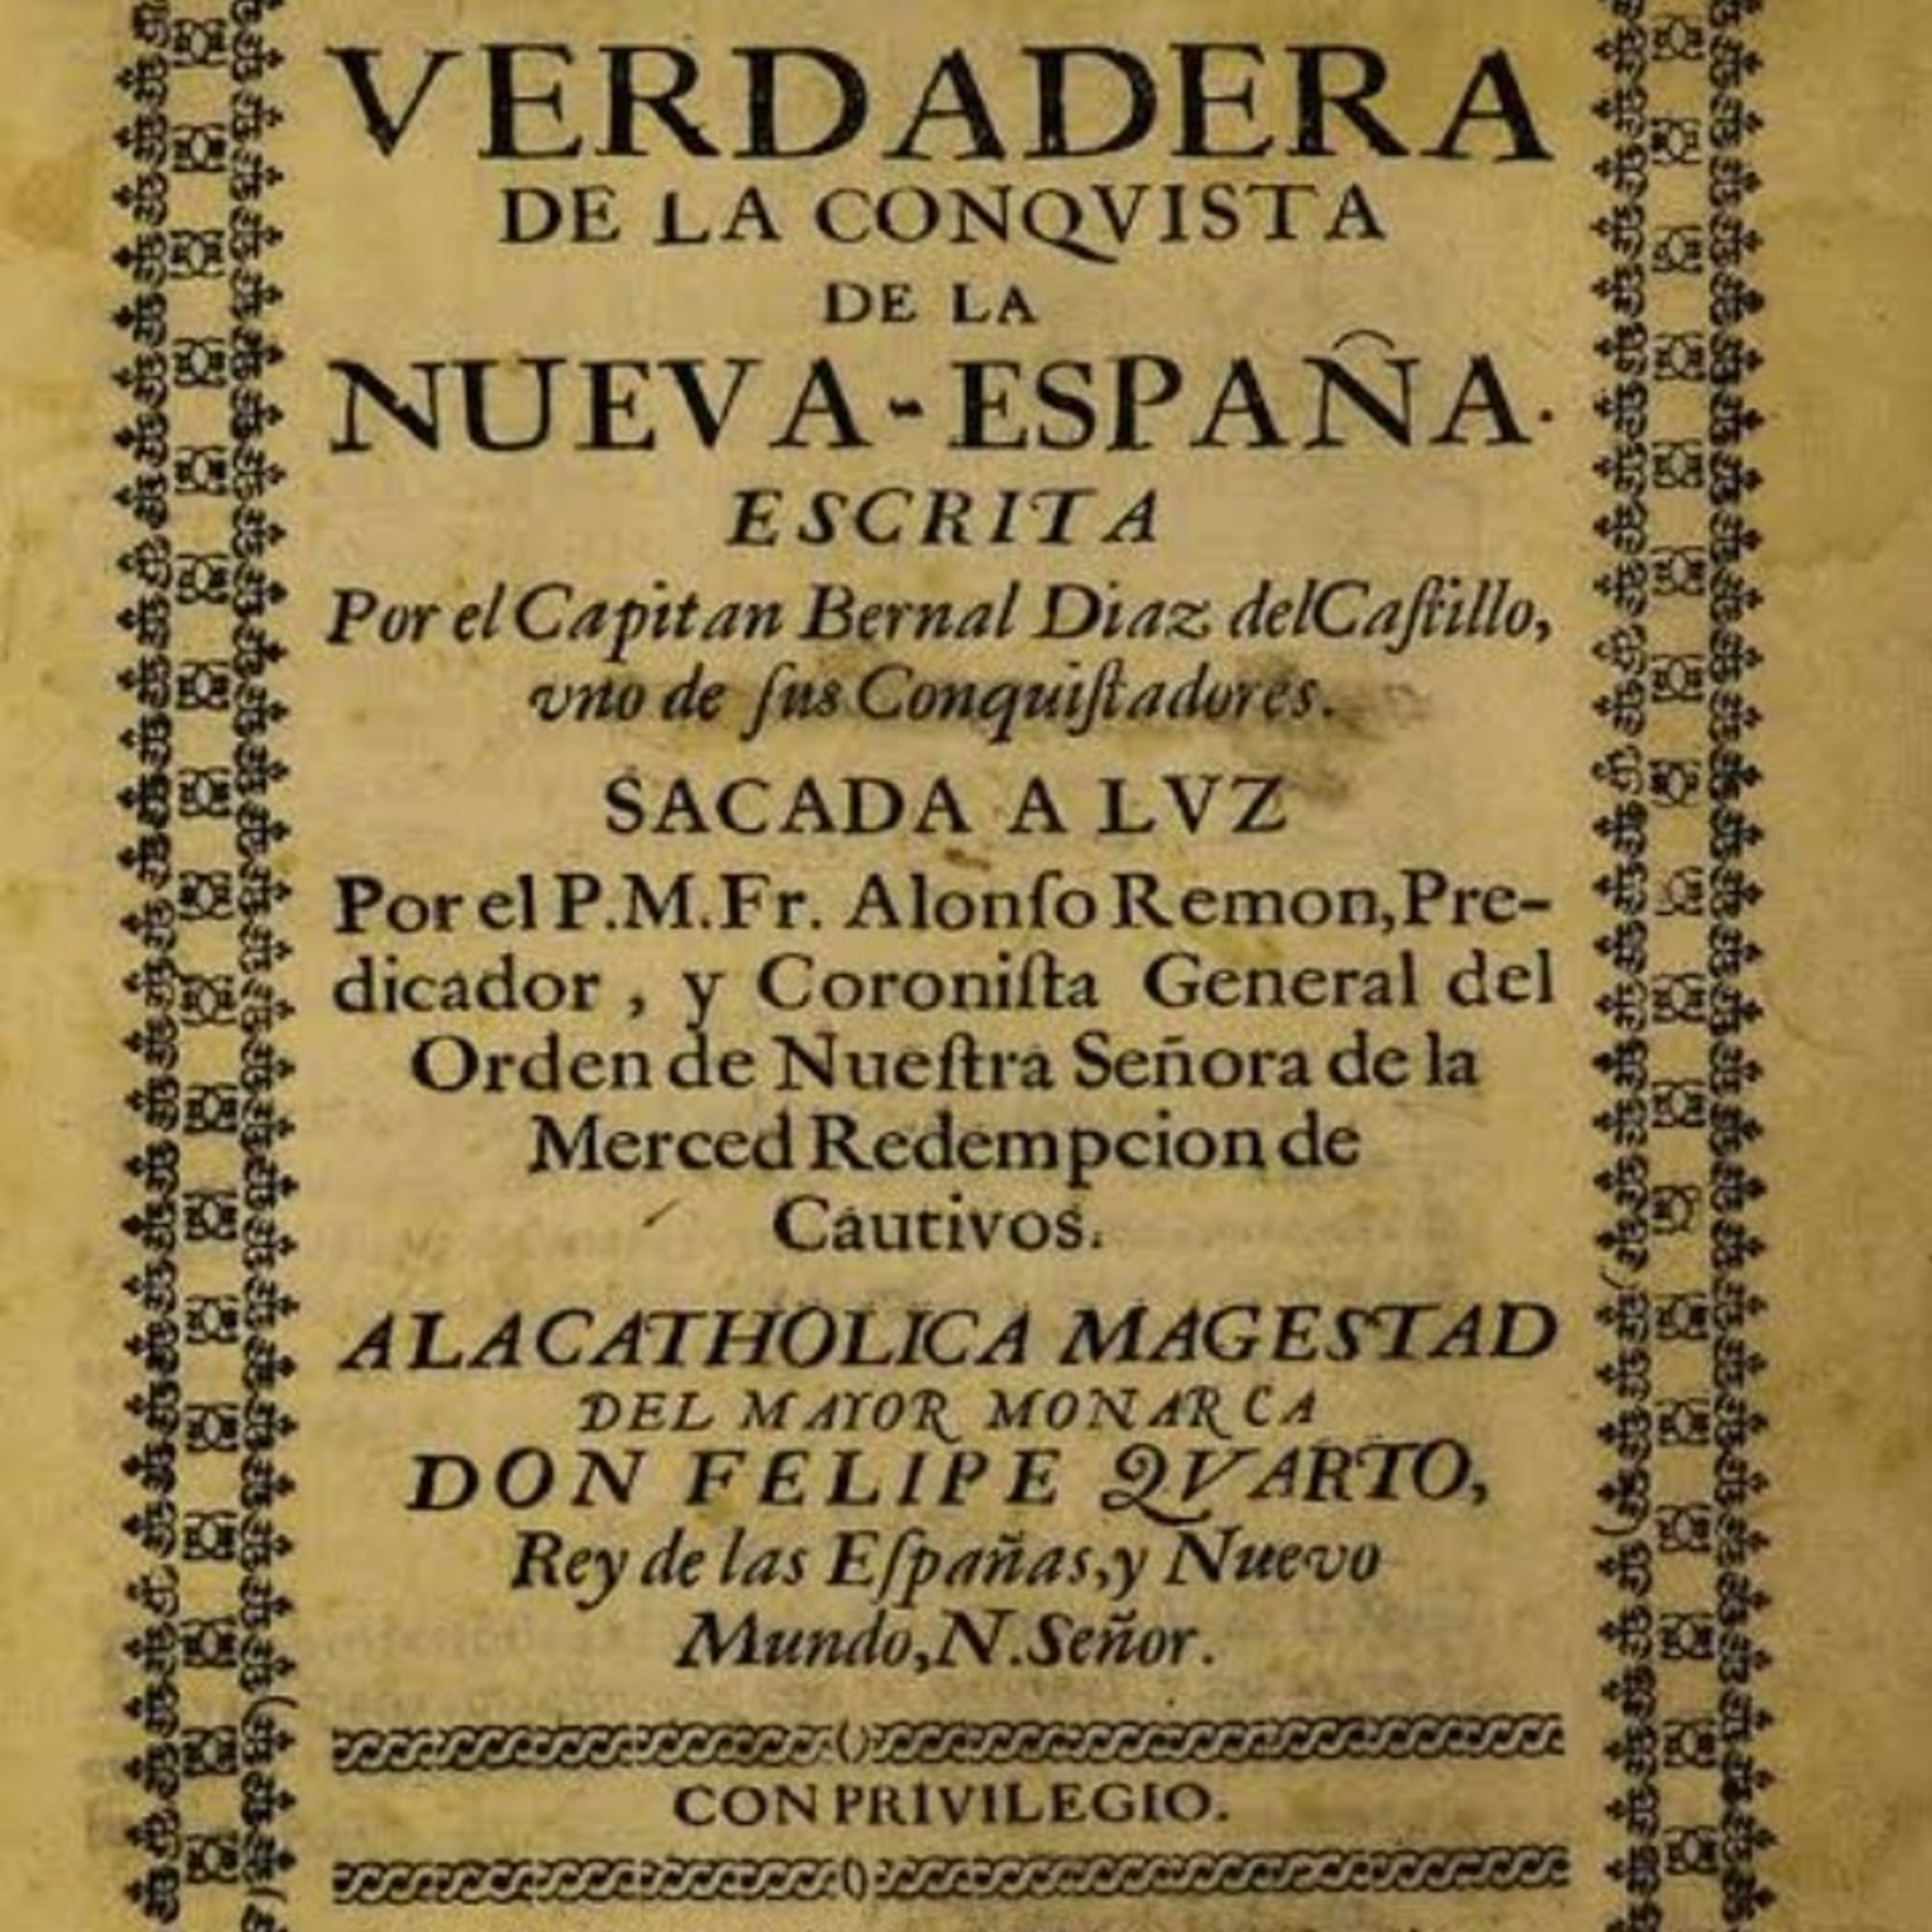 VERDADERA
DE LA CONQVISTA
DE LA
NUEVA-ESPAÑA.
ESCRITA
Por el Capitan Bernal Diaz del Caſtillo,
vno de ſus Conquiſtadores.
SACADA A LVZ
Por el P.M.Fr. Alonſo Remon, Pre-
dicador, y Coroniſta General del
Orden de Nueſtra Señora de la
Merced Redempcion de
Cautivos.
A LA CATHOLICA MAGESTAD
DEL MAYOR MONARCA
DON FELIPE QVARTO,
Rey de las Eſpañas, y Nuevo
Mundo, N. Señor.
CON PRIVILEGIO.